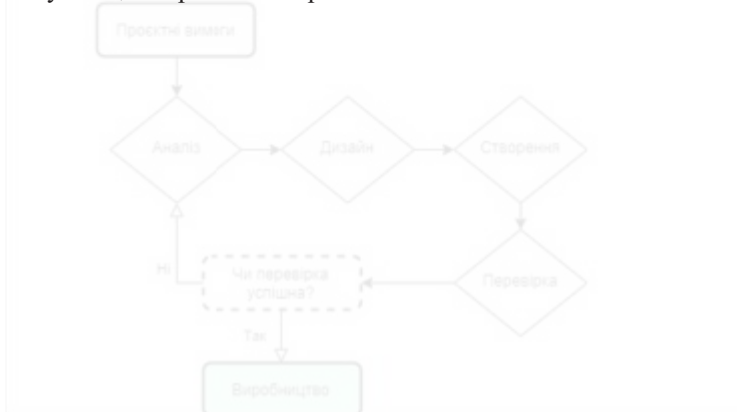 Проєктні вимоги
Аналіз
Дизайн
Створення
Ні
Чи перевірка
успішна?
Перевірка
Так
Виробництво